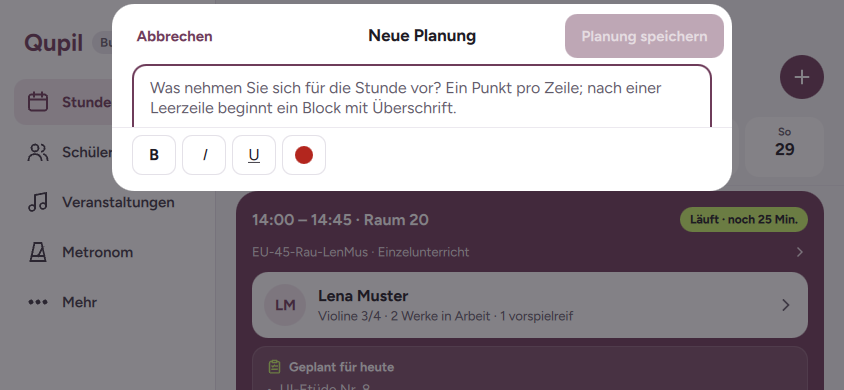 Qupil
Abbrechen
Neue Planung
Planung speichern
Was nehmen Sie sich für die Stunde vor? Ein Punkt pro Zeile; nach einer
Leerzeile beginnt ein Block mit Überschrift.
B
I
U
Stunde
Schüler
Veranstaltungen
Metronom
Mehr
So
29
14:00 – 14:45 · Raum 20
Läuft · noch 25 Min.
EU-45-Rau-LenMus · Einzelunterricht
LM
Lena Muster
Violine 3/4 · 2 Werke in Arbeit · 1 vorspielreif
Geplant für heute